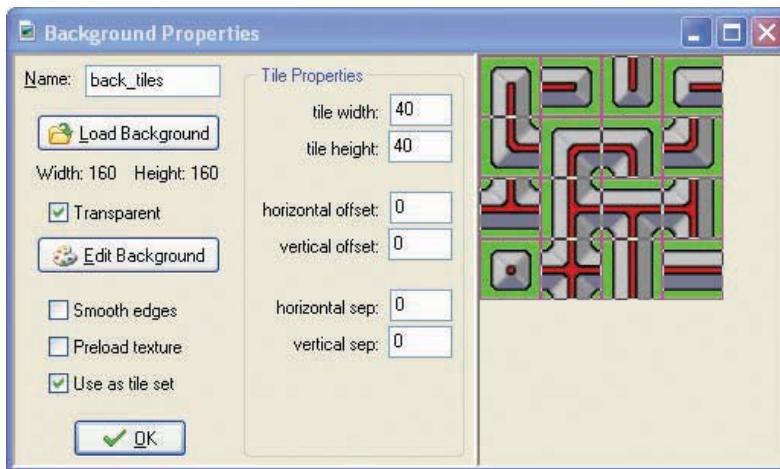 Background Properties
Name: back_tiles
Load Background
Width: 160 Height: 160
Transparent
Edit Background
Smooth edges
Preload texture
Use as tile set
OK
Tile Properties
tile width: 40
tile height: 40
horizontal offset: 0
vertical offset: 0
horizontal sep: 0
vertical sep: 0